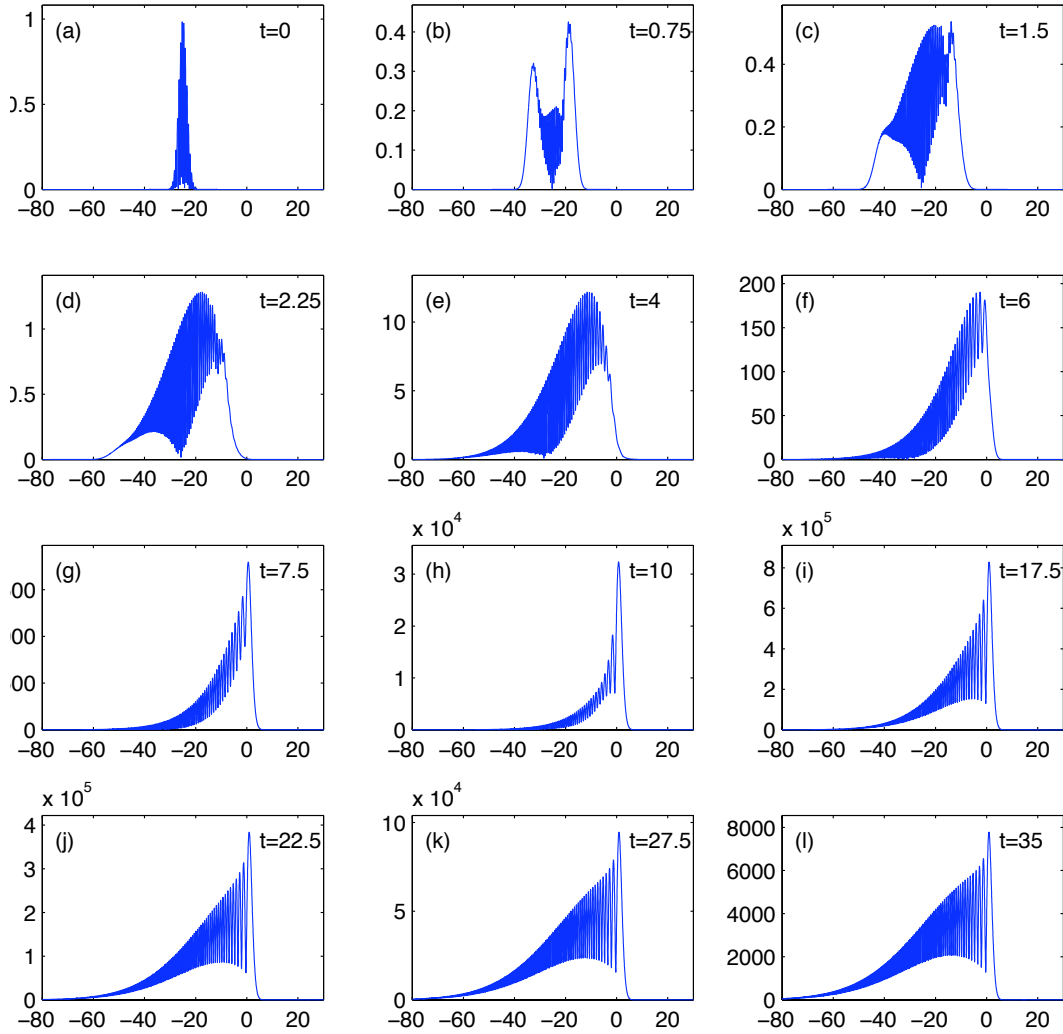 (a)
t=0
1
0
−80 −60 −40 −20 0 20
(b)
t=0.75
0.4
0.3
0.2
0.1
0
−80 −60 −40 −20 0 20
(c)
t=1.5
0.4
0.2
0
−80 −60 −40 −20 0 20
(d)
t=2.25
1
0
−80 −60 −40 −20 0 20
(e)
t=4
10
5
0
−80 −60 −40 −20 0 20
(f)
t=6
200
150
100
50
0
−80 −60 −40 −20 0 20
(g)
t=7.5
0
−80 −60 −40 −20 0 20
x 10^4
(h)
t=10
3
2
1
0
−80 −60 −40 −20 0 20
x 10^5
(i)
t=17.5
8
6
4
2
0
−80 −60 −40 −20 0 20
x 10^5
(j)
t=22.5
4
3
2
1
0
−80 −60 −40 −20 0 20
x 10^4
(k)
t=27.5
10
5
0
−80 −60 −40 −20 0 20
(l)
t=35
8000
6000
4000
2000
0
−80 −60 −40 −20 0 20